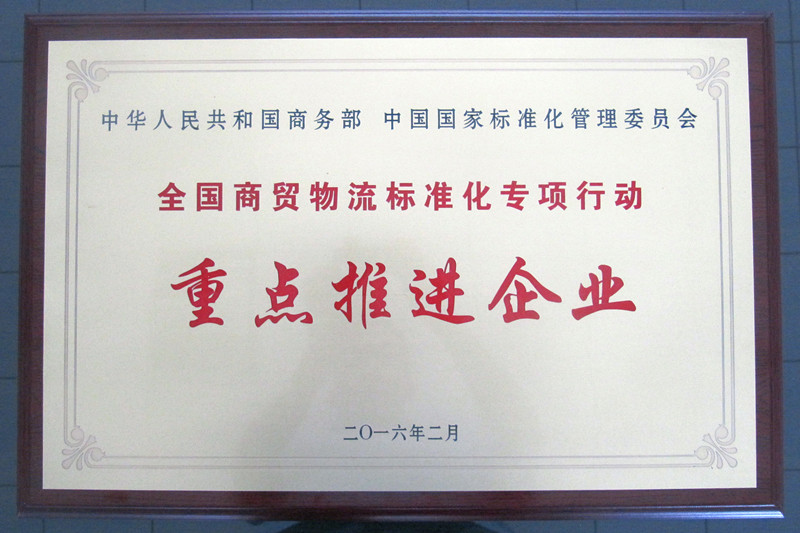 中华人民共和国商务部 中国国家标准化管理委员会
全国商贸物流标准化专项行动
重点推进企业
二〇一六年二月